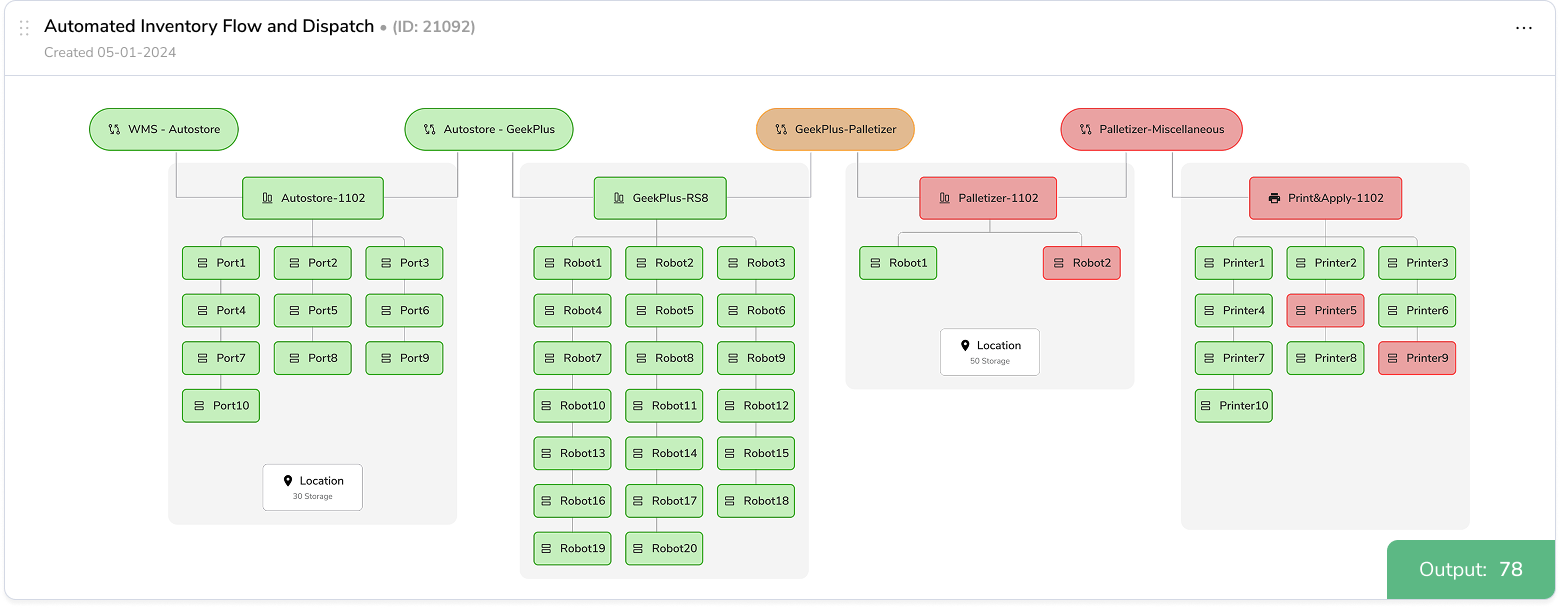 Automated Inventory Flow and Dispatch • (ID: 21092)
Created 05-01-2024
WMS - Autostore
Autostore - GeekPlus
GeekPlus-Palletizer
Palletizer-Miscellaneous
Autostore-1102
Port1 Port2 Port3
Port4 Port5 Port6
Port7 Port8 Port9
Port10
Location
30 Storage
GeekPlus-RS8
Robot1 Robot2 Robot3
Robot4 Robot5 Robot6
Robot7 Robot8 Robot9
Robot10 Robot11 Robot12
Robot13 Robot14 Robot15
Robot16 Robot17 Robot18
Robot19 Robot20
Palletizer-1102
Robot1 Robot2
Location
50 Storage
Print&Apply-1102
Printer1 Printer2 Printer3
Printer4 Printer5 Printer6
Printer7 Printer8 Printer9
Printer10
Output: 78